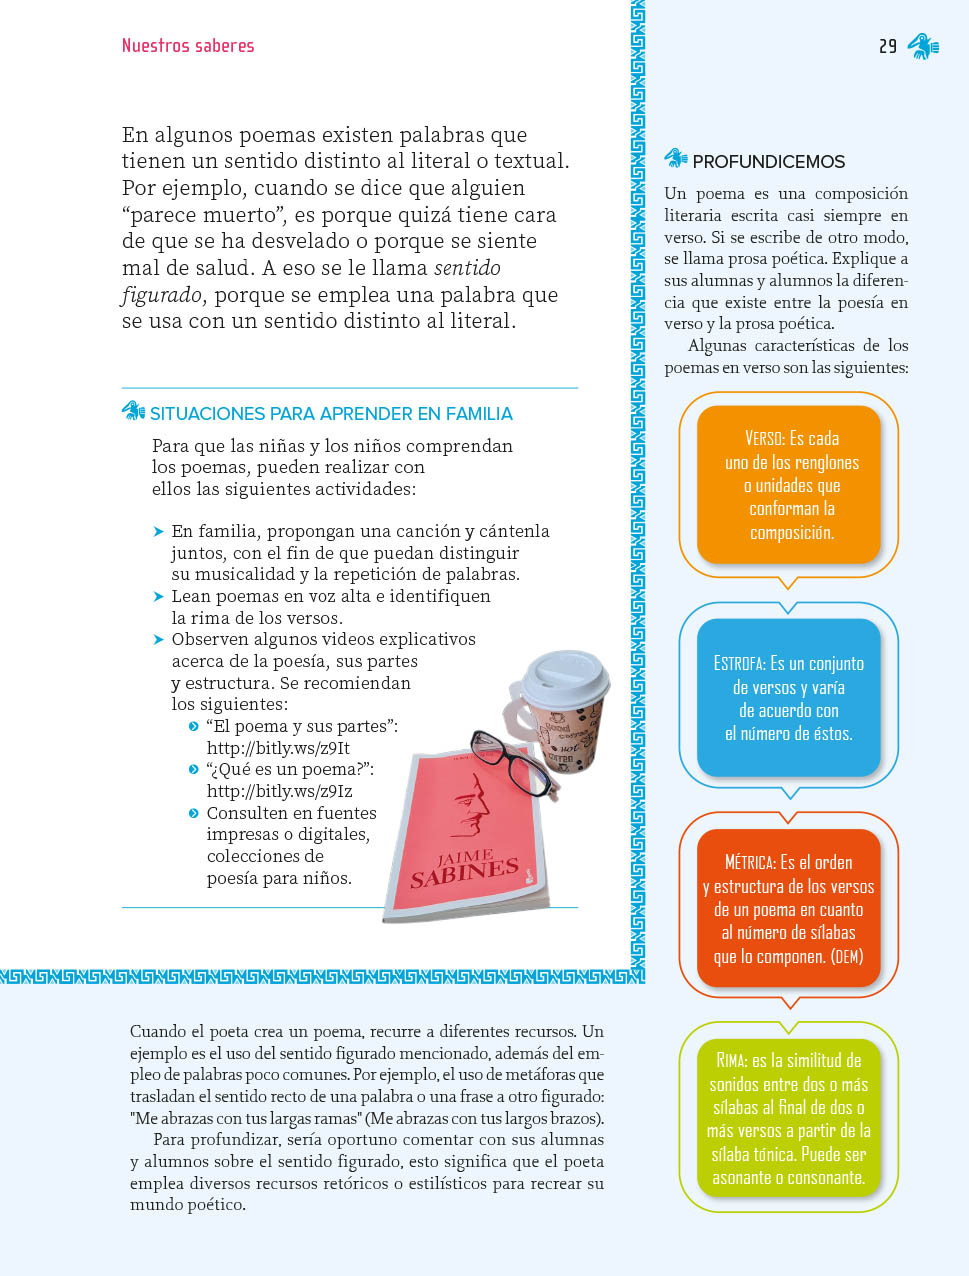 Nuestros saberes
29
En algunos poemas existen palabras que
tienen un sentido distinto al literal o textual.
Por ejemplo, cuando se dice que alguien
“parece muerto”, es porque quizá tiene cara
de que se ha desvelado o porque se siente
mal de salud. A eso se le llama sentido
figurado, porque se emplea una palabra que
se usa con un sentido distinto al literal.
SITUACIONES PARA APRENDER EN FAMILIA
Para que las niñas y los niños comprendan
los poemas, pueden realizar con
ellos las siguientes actividades:
➤ En familia, propongan una canción y cántenla
juntos, con el fin de que puedan distinguir
su musicalidad y la repetición de palabras.
➤ Lean poemas en voz alta e identifiquen
la rima de los versos.
➤ Observen algunos videos explicativos
acerca de la poesía, sus partes
y estructura. Se recomiendan
los siguientes:
“El poema y sus partes”:
http://bitly.ws/z9It
“¿Qué es un poema?”:
http://bitly.ws/z9Iz
Consulten en fuentes
impresas o digitales,
colecciones de
poesía para niños.
JAIME
SABINES
Cuando el poeta crea un poema, recurre a diferentes recursos. Un
ejemplo es el uso del sentido figurado mencionado, además del em-
pleo de palabras poco comunes. Por ejemplo, el uso de metáforas que
trasladan el sentido recto de una palabra o una frase a otro figurado:
"Me abrazas con tus largas ramas" (Me abrazas con tus largos brazos).
Para profundizar, sería oportuno comentar con sus alumnas
y alumnos sobre el sentido figurado, esto significa que el poeta
emplea diversos recursos retóricos o estilísticos para recrear su
mundo poético.
PROFUNDICEMOS
Un poema es una composición
literaria escrita casi siempre en
verso. Si se escribe de otro modo,
se llama prosa poética. Explique a
sus alumnas y alumnos la diferen-
cia que existe entre la poesía en
verso y la prosa poética.
Algunas características de los
poemas en verso son las siguientes:
VERSO: Es cada
uno de los renglones
o unidades que
conforman la
composición.
ESTROFA: Es un conjunto
de versos y varía
de acuerdo con
el número de éstos.
MÉTRICA: Es el orden
y estructura de los versos
de un poema en cuanto
al número de sílabas
que lo componen. (DEM)
RIMA: es la similitud de
sonidos entre dos o más
sílabas al final de dos o
más versos a partir de la
sílaba tónica. Puede ser
asonante o consonante.